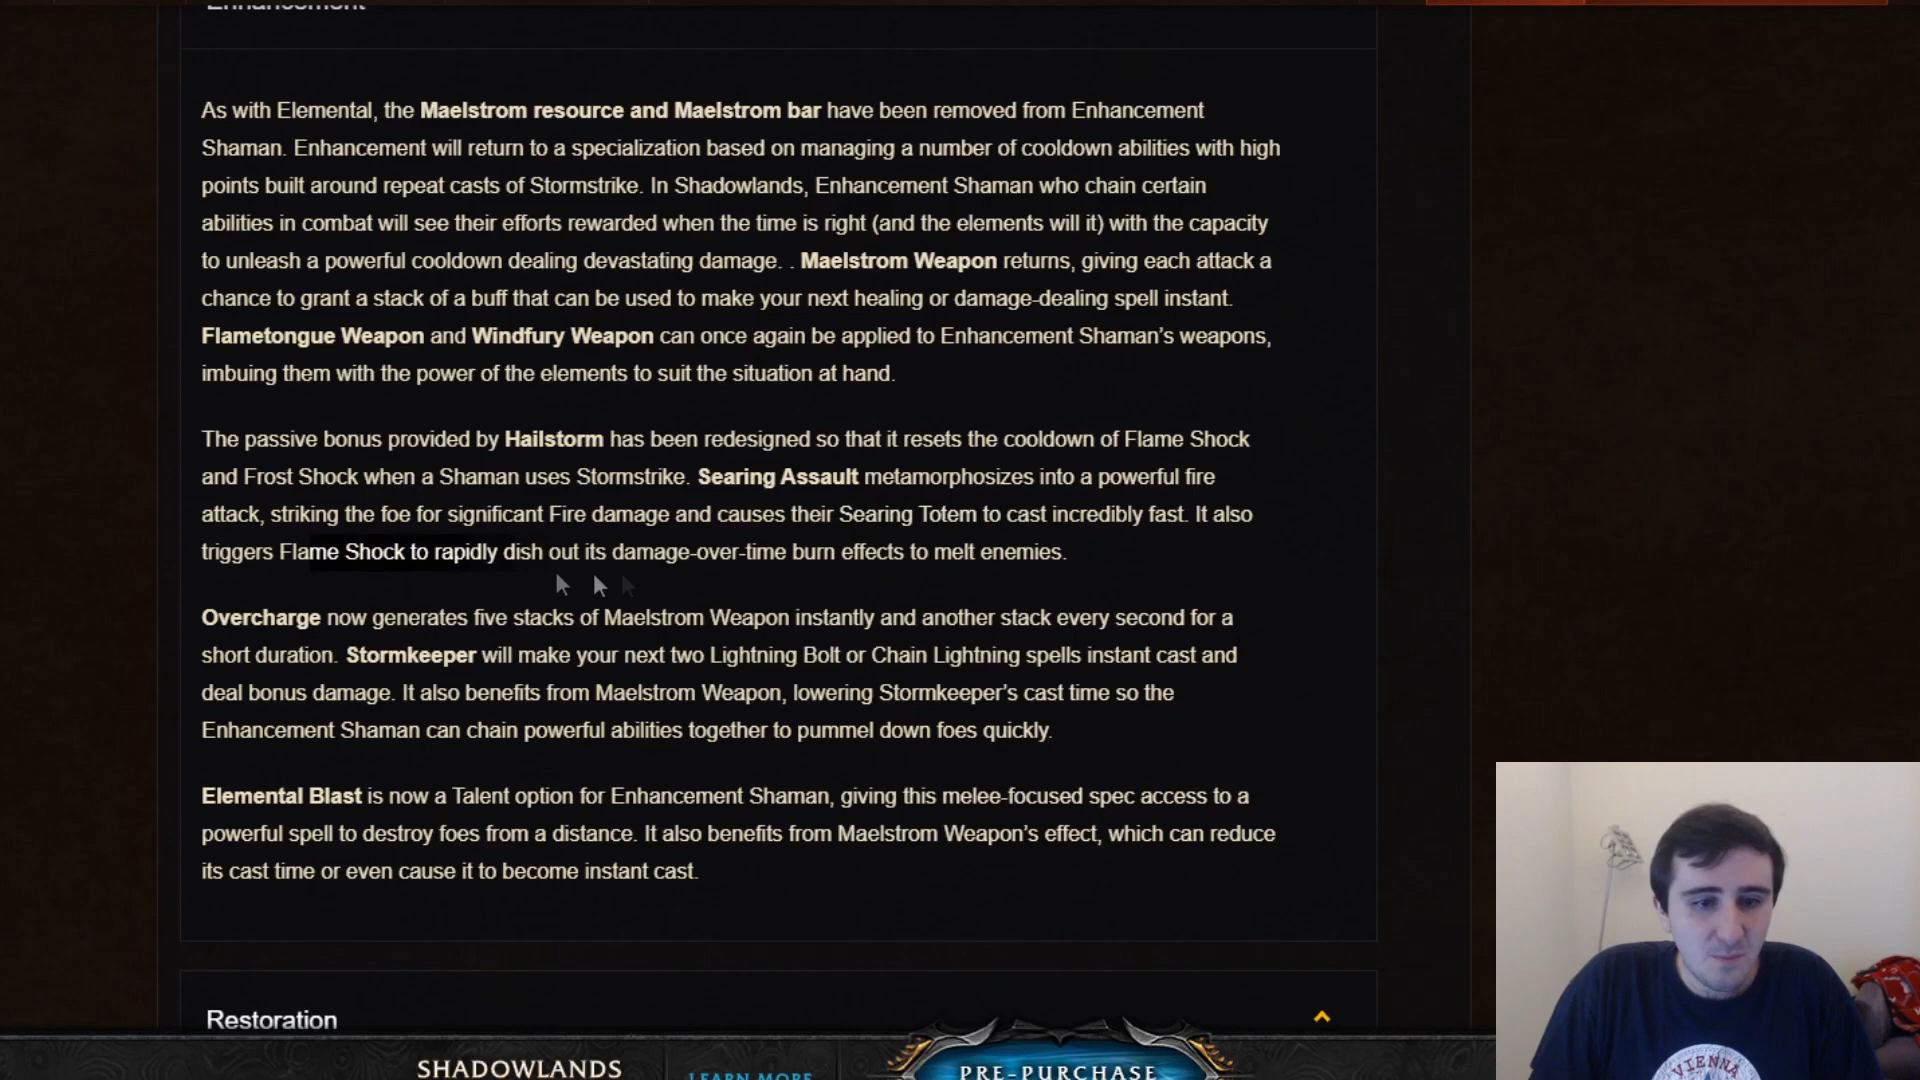 Enhancement
As with Elemental, the Maelstrom resource and Maelstrom bar have been removed from Enhancement
Shaman. Enhancement will return to a specialization based on managing a number of cooldown abilities with high
points built around repeat casts of Stormstrike. In Shadowlands, Enhancement Shaman who chain certain
abilities in combat will see their efforts rewarded when the time is right (and the elements will it) with the capacity
to unleash a powerful cooldown dealing devastating damage. . Maelstrom Weapon returns, giving each attack a
chance to grant a stack of a buff that can be used to make your next healing or damage-dealing spell instant.
Flametongue Weapon and Windfury Weapon can once again be applied to Enhancement Shaman’s weapons,
imbuing them with the power of the elements to suit the situation at hand.
The passive bonus provided by Hailstorm has been redesigned so that it resets the cooldown of Flame Shock
and Frost Shock when a Shaman uses Stormstrike. Searing Assault metamorphosizes into a powerful fire
attack, striking the foe for significant Fire damage and causes their Searing Totem to cast incredibly fast. It also
triggers Flame Shock to rapidly dish out its damage-over-time burn effects to melt enemies.
Overcharge now generates five stacks of Maelstrom Weapon instantly and another stack every second for a
short duration. Stormkeeper will make your next two Lightning Bolt or Chain Lightning spells instant cast and
deal bonus damage. It also benefits from Maelstrom Weapon, lowering Stormkeeper’s cast time so the
Enhancement Shaman can chain powerful abilities together to pummel down foes quickly.
Elemental Blast is now a Talent option for Enhancement Shaman, giving this melee-focused spec access to a
powerful spell to destroy foes from a distance. It also benefits from Maelstrom Weapon’s effect, which can reduce
its cast time or even cause it to become instant cast.
Restoration
SHADOWLANDS
LEARN MORE
PRE-PURCHASE
VIENNA